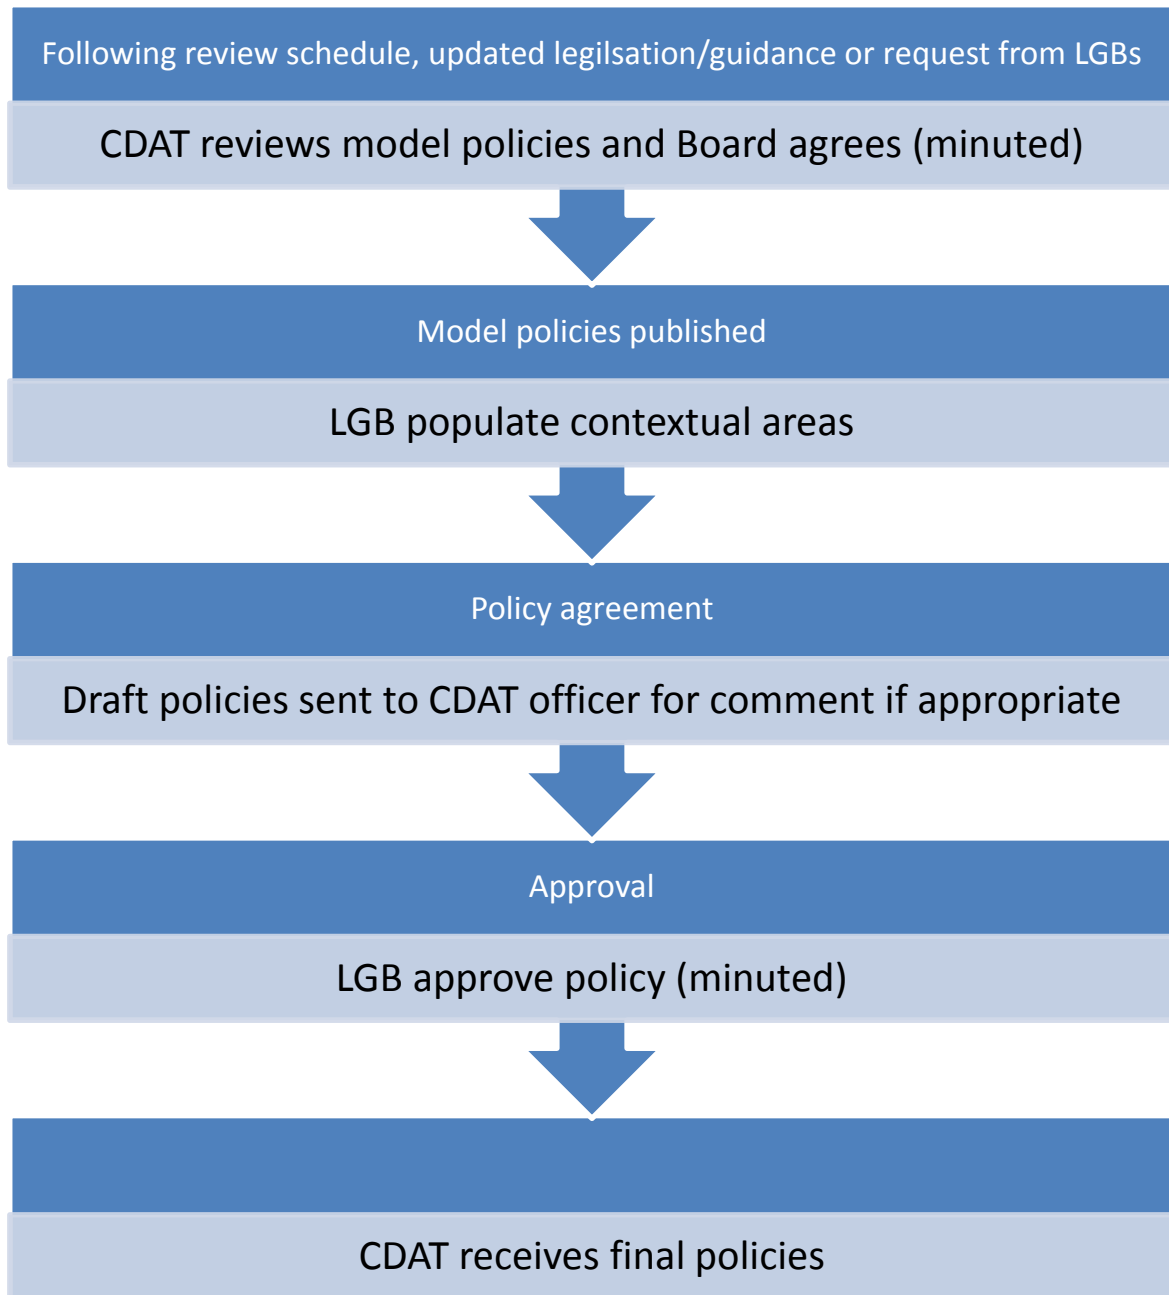 Following review schedule, updated legilsation/guidance or request from LGBs
CDAT reviews model policies and Board agrees (minuted)
Model policies published
LGB populate contextual areas
Policy agreement
Draft policies sent to CDAT officer for comment if appropriate
Approval
LGB approve policy (minuted)
CDAT receives final policies